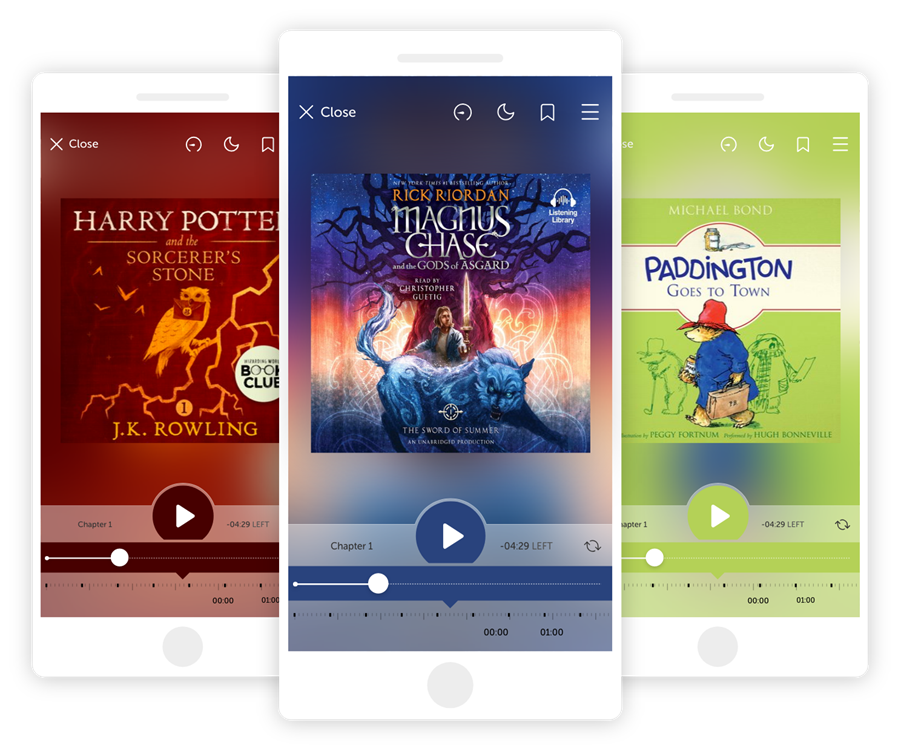 Close
HARRY POTTE
and the
SORCERER'S
STONE
WIZARDING WORLD
BOOK
CLUB
1
J.K. ROWLING
Chapter 1
-04:29 LEFT
00:00
01:00
Close
NEW YORK TIMES #1 BESTSELLING AUTHOR
RICK RIORDAN
MAGNUS
CHASE
and the GODS of ASGARD
READ BY
CHRISTOPHER
GUETIG
Listening
Library
THE SWORD OF SUMMER
AN UNABRIDGED PRODUCTION
Chapter 1
-04:29 LEFT
00:00
01:00
se
MICHAEL BOND
PADDINGTON
GOES TO TOWN
PEGGY FORTNUM Performed by HUGH BONNEVILLE
apter 1
-04:29 LEFT
00:00
01:00